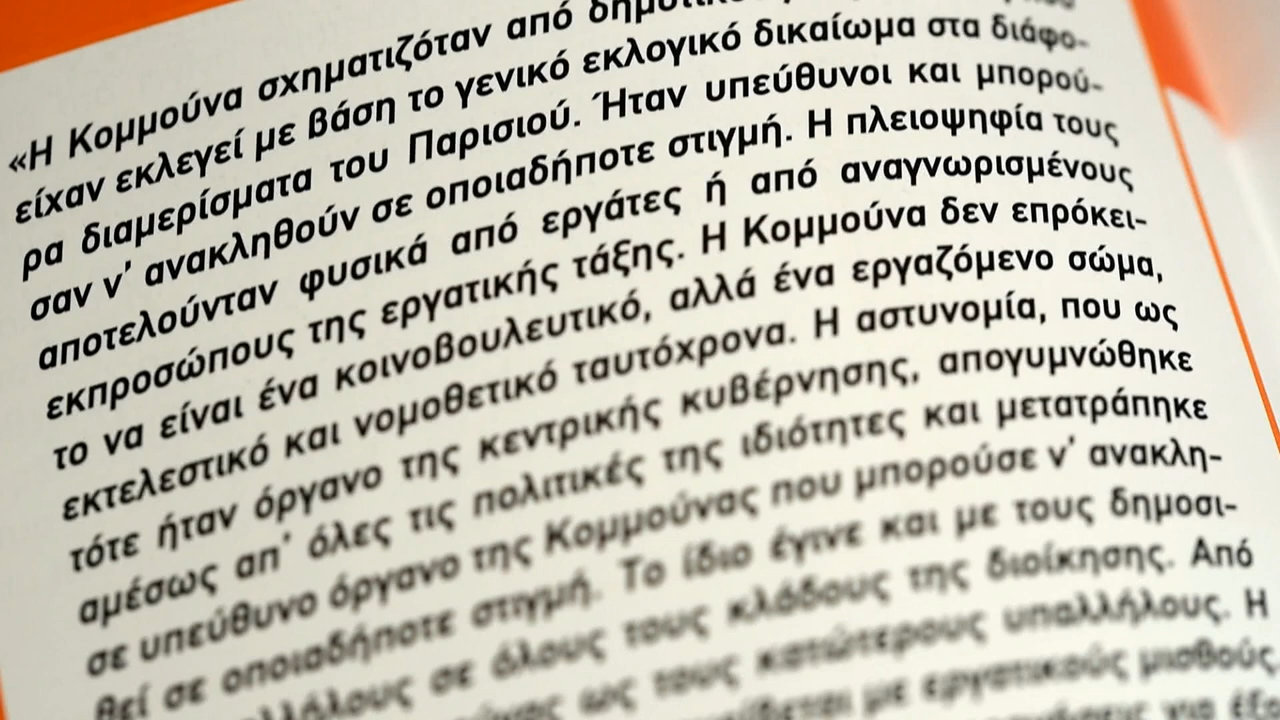 «Η Κομμούνα σχηματιζόταν από
είχαν εκλεγεί με βάση το γενικό εκλογικό δικαίωμα στα διάφο-
ρα διαμερίσματα του Παρισιού. Ήταν υπεύθυνοι και μπορού-
σαν ν' ανακληθούν σε οποιαδήποτε στιγμή. Η πλειοψηφία τους
αποτελούνταν φυσικά από εργάτες ή από αναγνωρισμένους
εκπροσώπους της εργατικής τάξης. Η Κομμούνα δεν επρόκει-
το να είναι ένα κοινοβουλευτικό, αλλά ένα εργαζόμενο σώμα,
εκτελεστικό και νομοθετικό ταυτόχρονα. Η αστυνομία, που ως
τότε ήταν όργανο της κεντρικής κυβέρνησης, απογυμνώθηκε
αμέσως απ' όλες τις πολιτικές της ιδιότητες και μετατράπηκε
σε υπεύθυνο όργανο της Κομμούνας που μπορούσε ν' ανακλη-
θεί σε οποιαδήποτε στιγμή. Το ίδιο έγινε και με τους δημοσι-
σε όλους τους κλάδους της διοίκησης. Από
ως τους κατώτερους υπαλλήλους. Η
με εργατικούς μισθούς